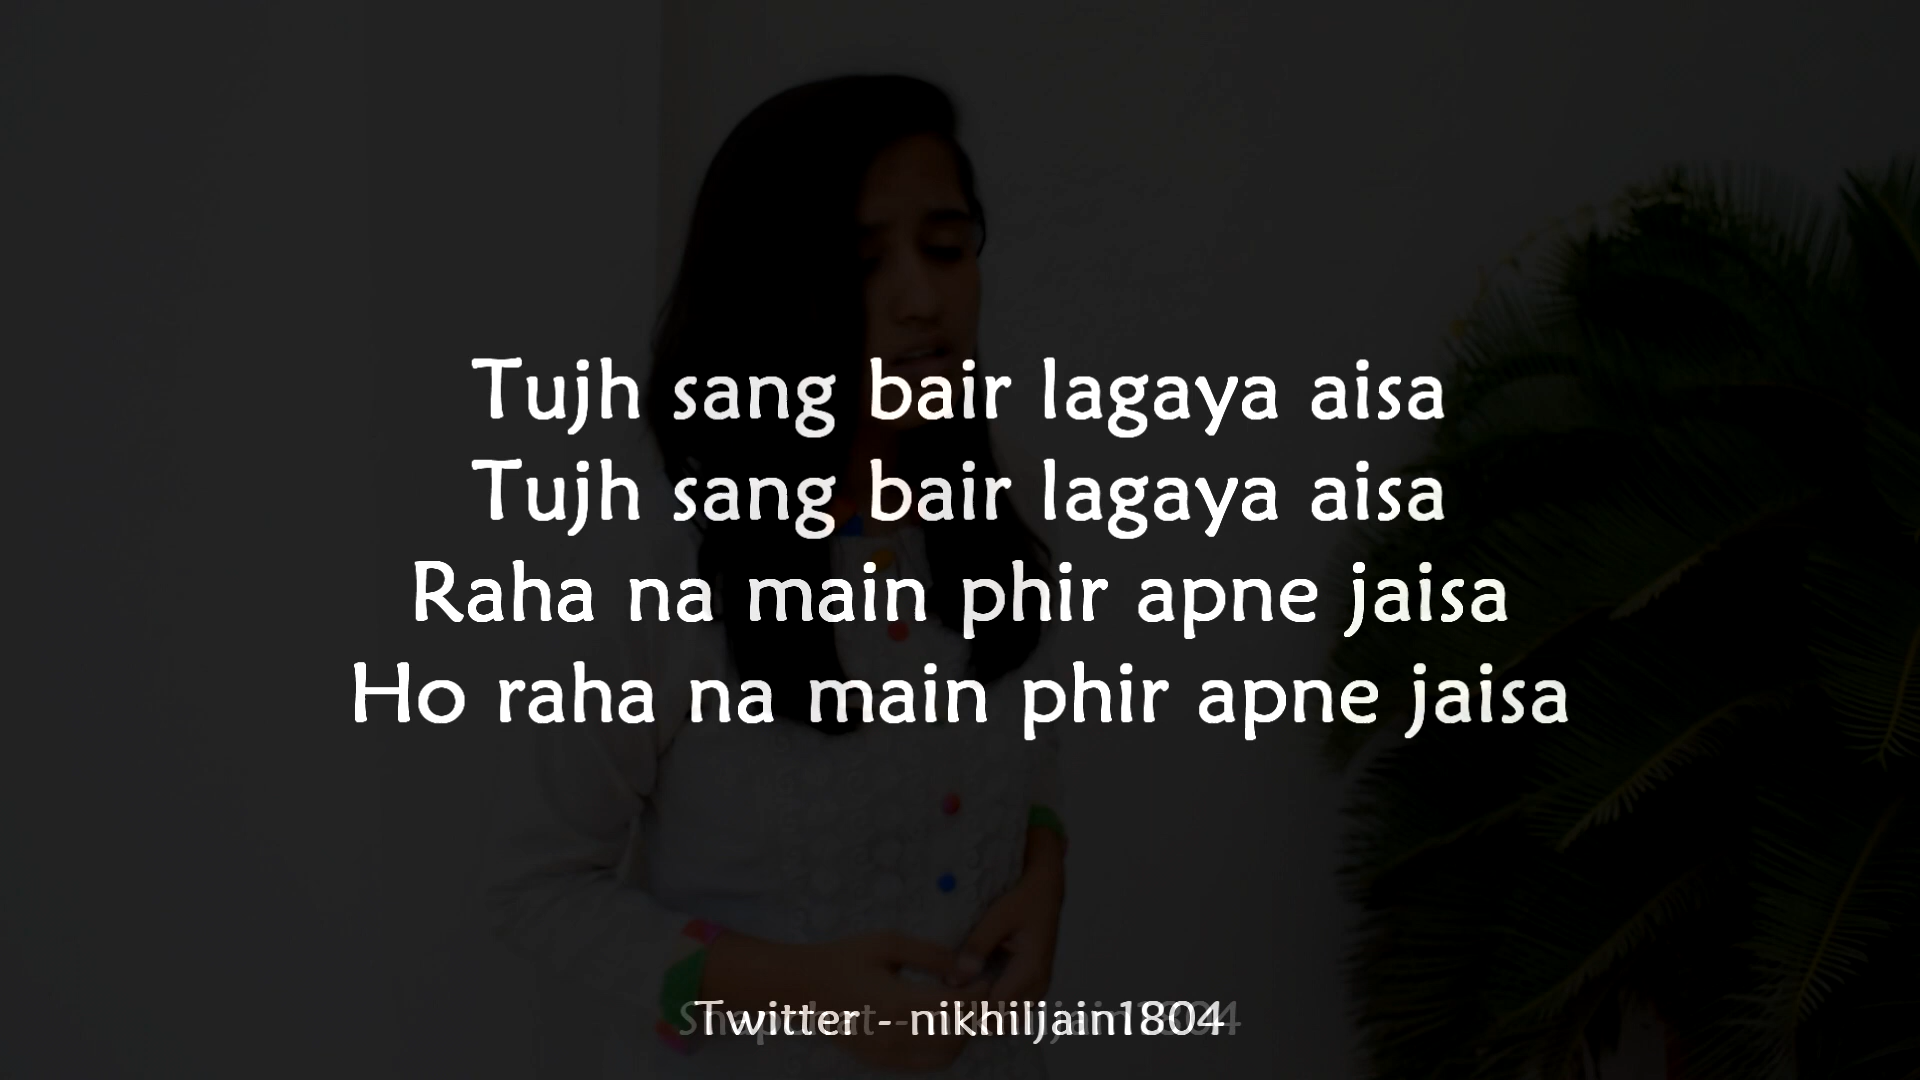 Tujh sang bair lagaya aisa
Tujh sang bair lagaya aisa
Raha na main phir apne jaisa
Ho raha na main phir apne jaisa
Twitter - nikhiljain1804